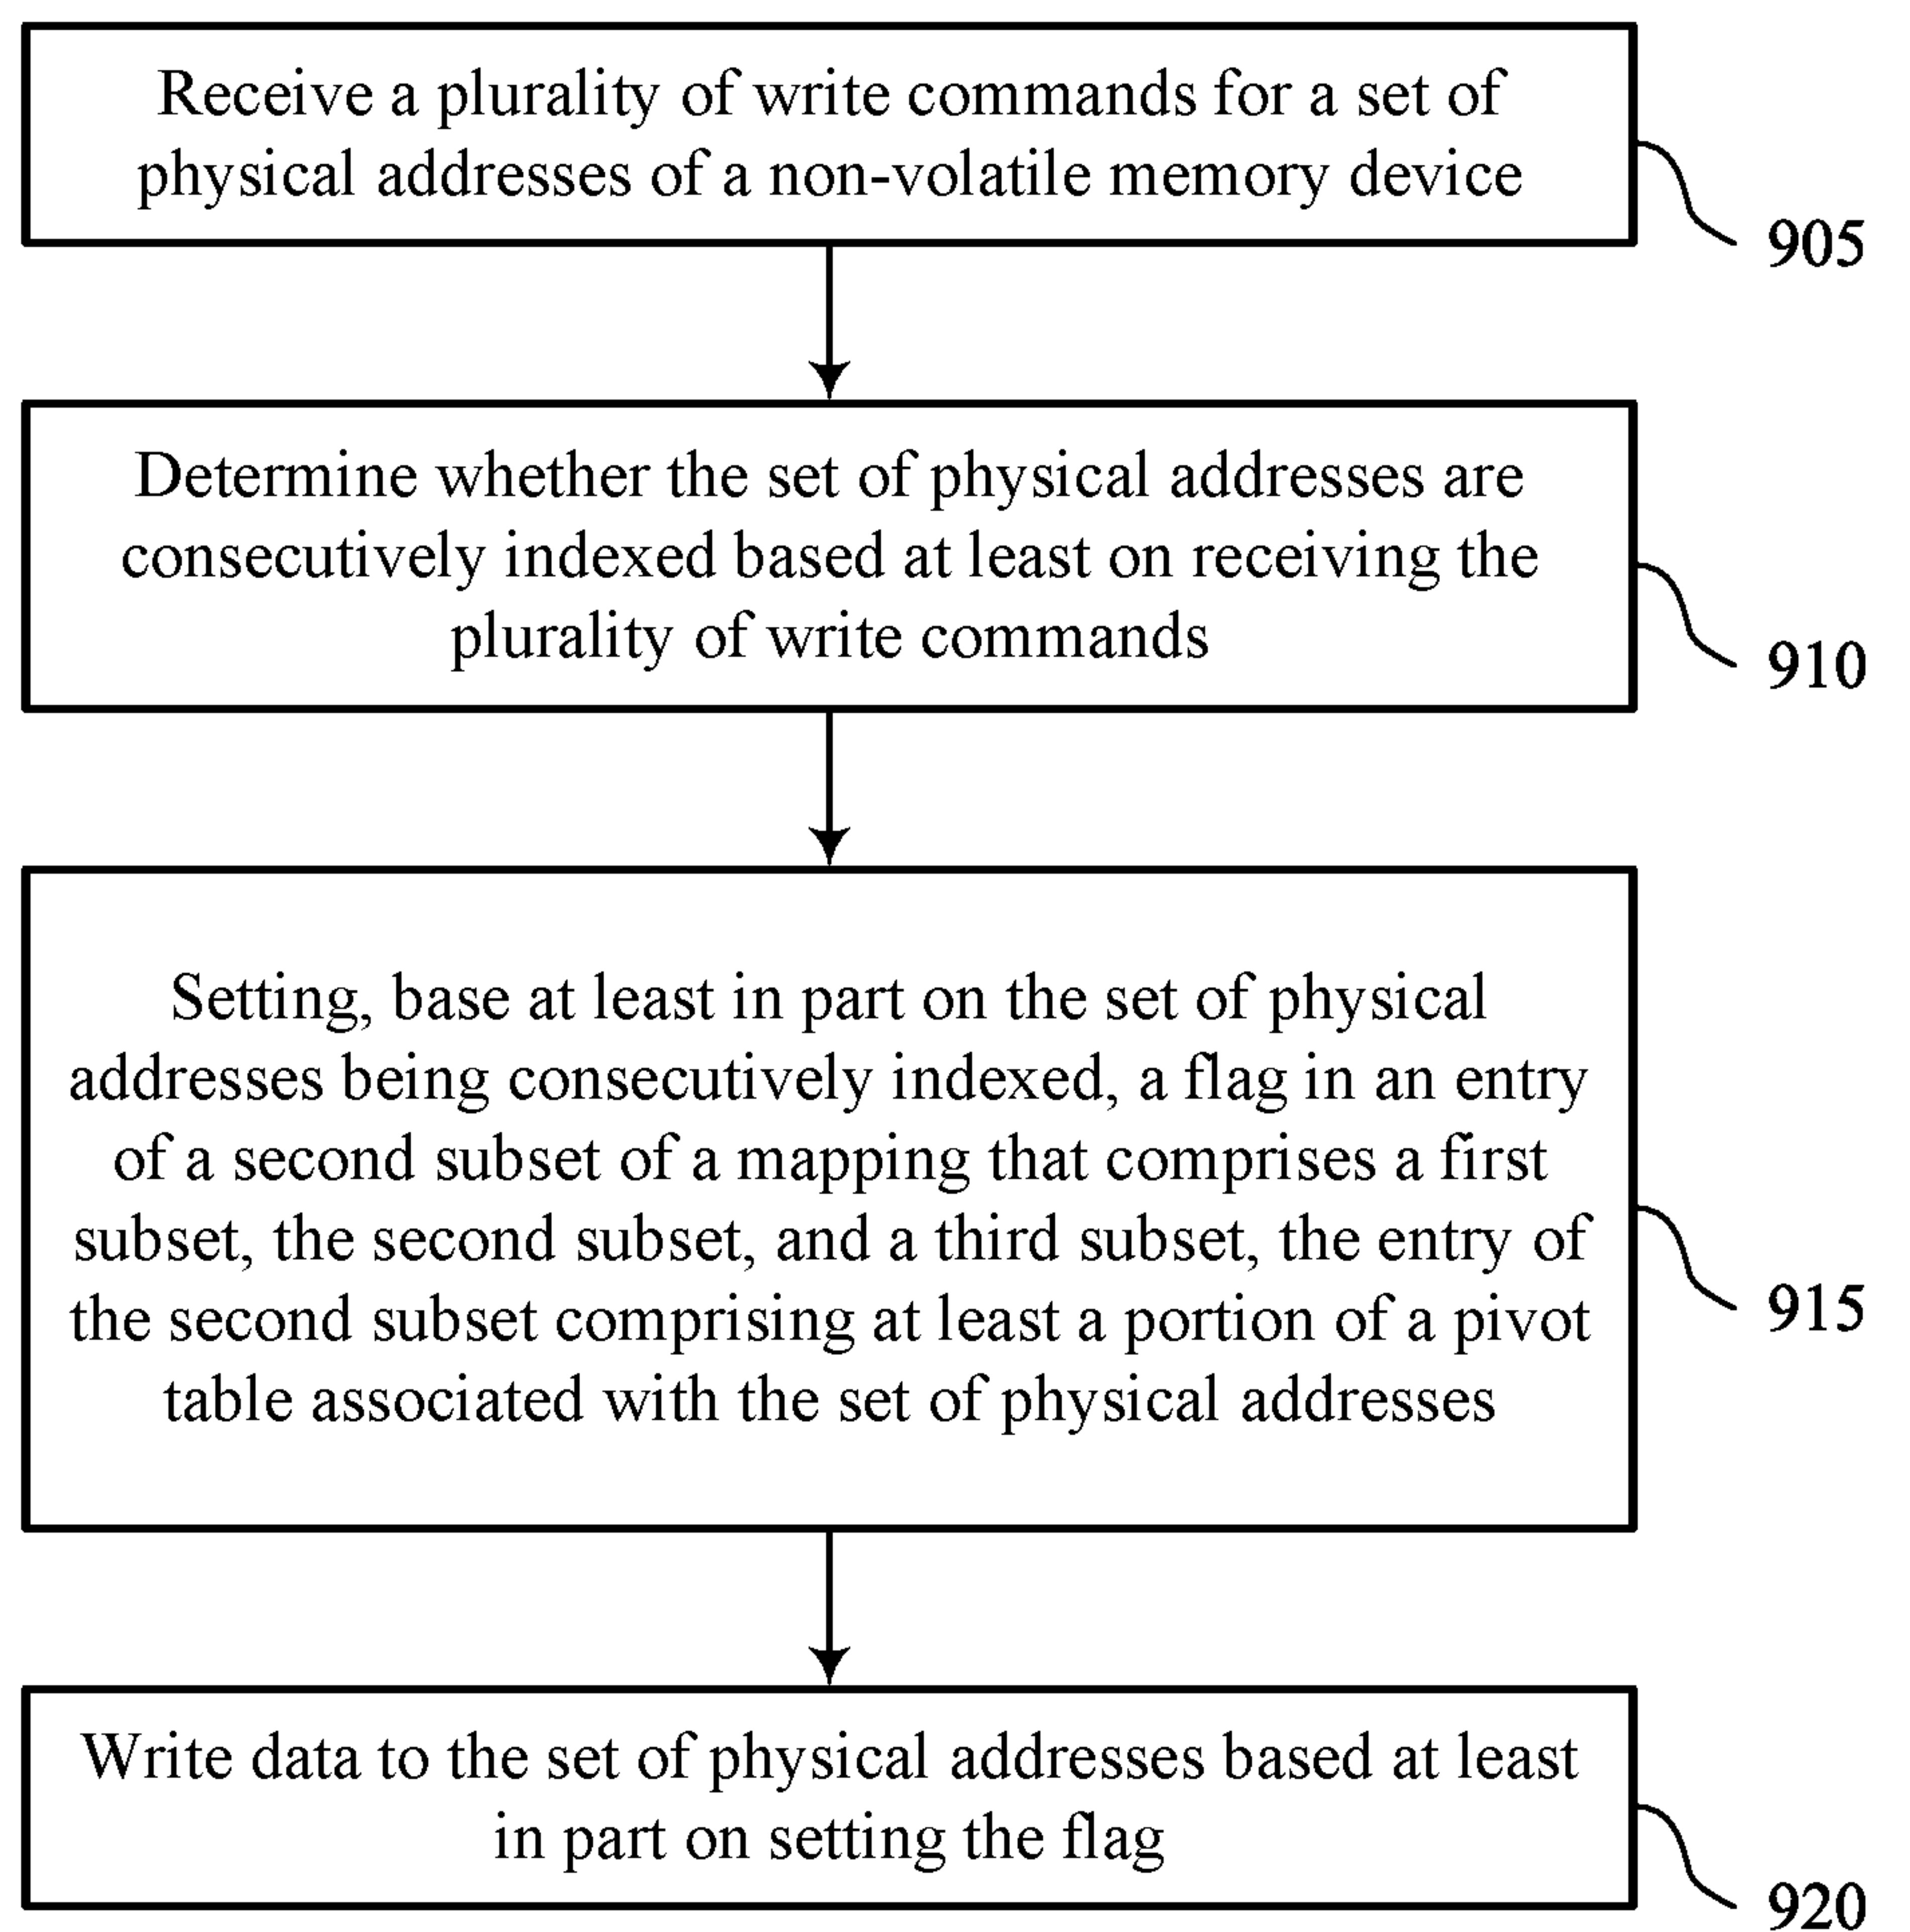 Receive a plurality of write commands for a set of
physical addresses of a non-volatile memory device
905
Determine whether the set of physical addresses are
consecutively indexed based at least on receiving the
plurality of write commands
910
Setting, base at least in part on the set of physical
addresses being consecutively indexed, a flag in an entry
of a second subset of a mapping that comprises a first
subset, the second subset, and a third subset, the entry of
the second subset comprising at least a portion of a pivot
table associated with the set of physical addresses
915
Write data to the set of physical addresses based at least
in part on setting the flag
920